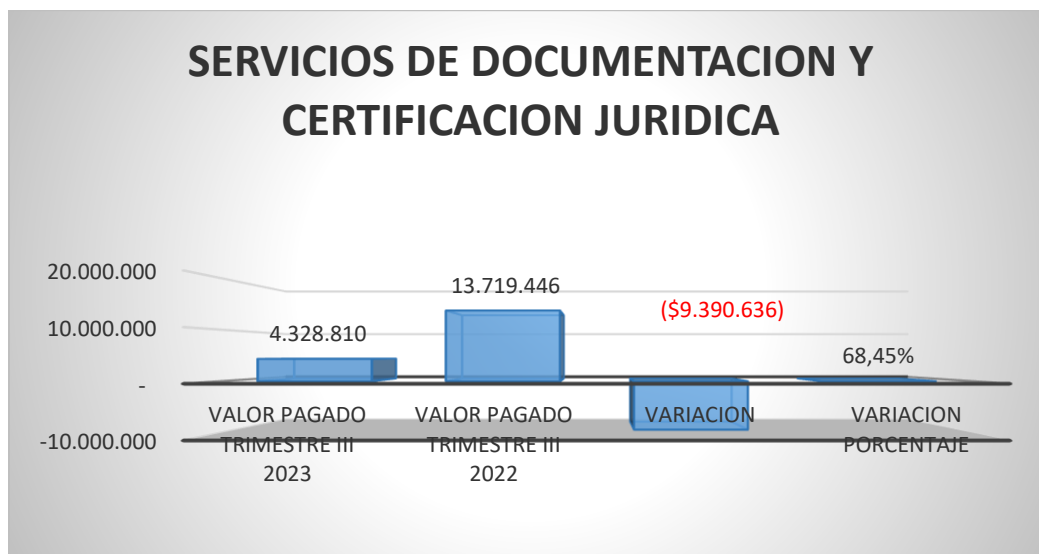 SERVICIOS DE DOCUMENTACION Y
CERTIFICACION JURIDICA
20.000.000
10.000.000
-
-10.000.000
4.328.810
13.719.446
($9.390.636)
68,45%
VALOR PAGADO
TRIMESTRE III
2023
VALOR PAGADO
TRIMESTRE III
2022
VARIACION
VARIACION
PORCENTAJE